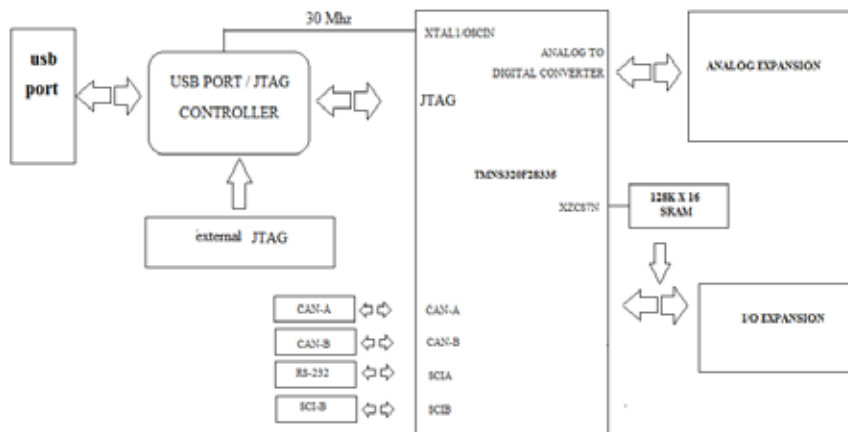 30 Mhz
usb
port
USB PORT / JTAG
CONTROLLER
external JTAG
XTAL1/OSCIN
ANALOG TO
DIGITAL CONVERTER
JTAG
TMNS320F28335
XZCS7N
ANALOG EXPANSION
128K X 16
SRAM
I/O EXPANSION
CAN-A
CAN-A
CAN-B
CAN-B
RS-232
SCIA
SCI-B
SCIB